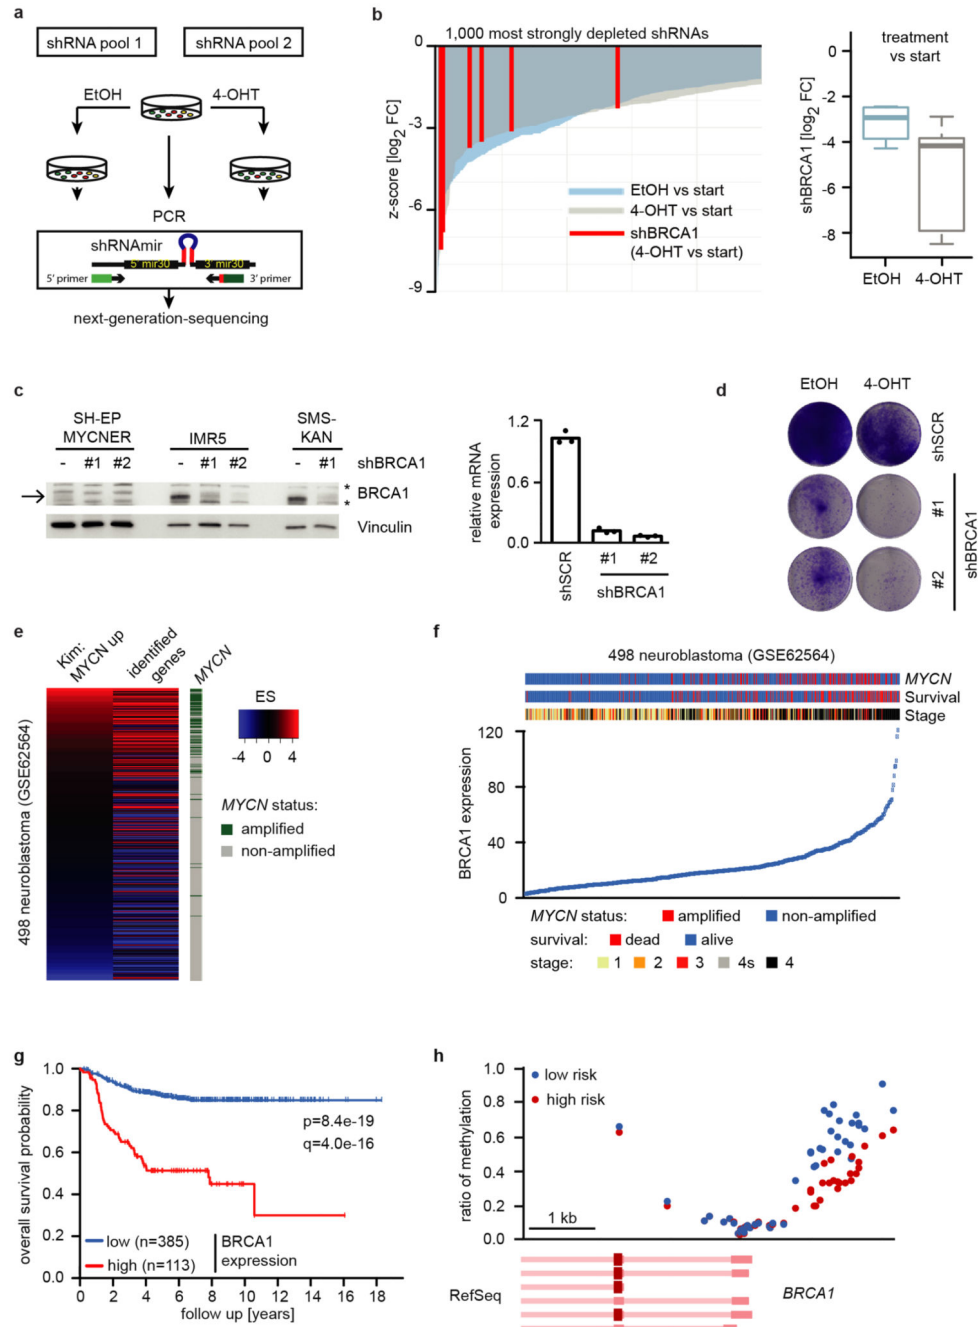 a
shRNA pool 1
shRNA pool 2
EtOH
4-OHT
PCR
shRNAmir
5' mir30
3' mir30
5' primer
3' primer
next-generation-sequencing
b
1,000 most strongly depleted shRNAs
0
-3
-6
-9
z-score [log2 FC]
EtOH vs start
4-OHT vs start
shBRCA1
(4-OHT vs start)
treatment
vs start
0
-2
-4
-6
-8
shBRCA1 [log2 FC]
EtOH
4-OHT
c
SH-EP
MYCNER
IMR5
SMS-
KAN
- #1 #2 - #1 #2 - #1 shBRCA1
*
BRCA1
*
Vinculin
1.2
0.6
0.0
relative mRNA
expression
shSCR
#1 #2
shBRCA1
d
EtOH 4-OHT
shSCR
#1
#2
shBRCA1
e
Kim:
MYCN up
identified
genes
MYCN
498 neuroblastoma (GSE62564)
ES
-4 0 4
MYCN status:
amplified
non-amplified
f
498 neuroblastoma (GSE62564)
MYCN
Survival
Stage
120
80
40
0
BRCA1 expression
MYCN status: amplified non-amplified
survival: dead alive
stage: 1 2 3 4s 4
g
1.0
0.8
0.6
0.4
0.2
0.0
overall survival probability
p=8.4e-19
q=4.0e-16
low (n=385)
high (n=113)
BRCA1
expression
0 2 4 6 8 10 12 14 16 18
follow up [years]
h
1.0
0.8
0.6
0.4
0.2
0.0
ratio of methylation
low risk
high risk
1 kb
RefSeq
BRCA1